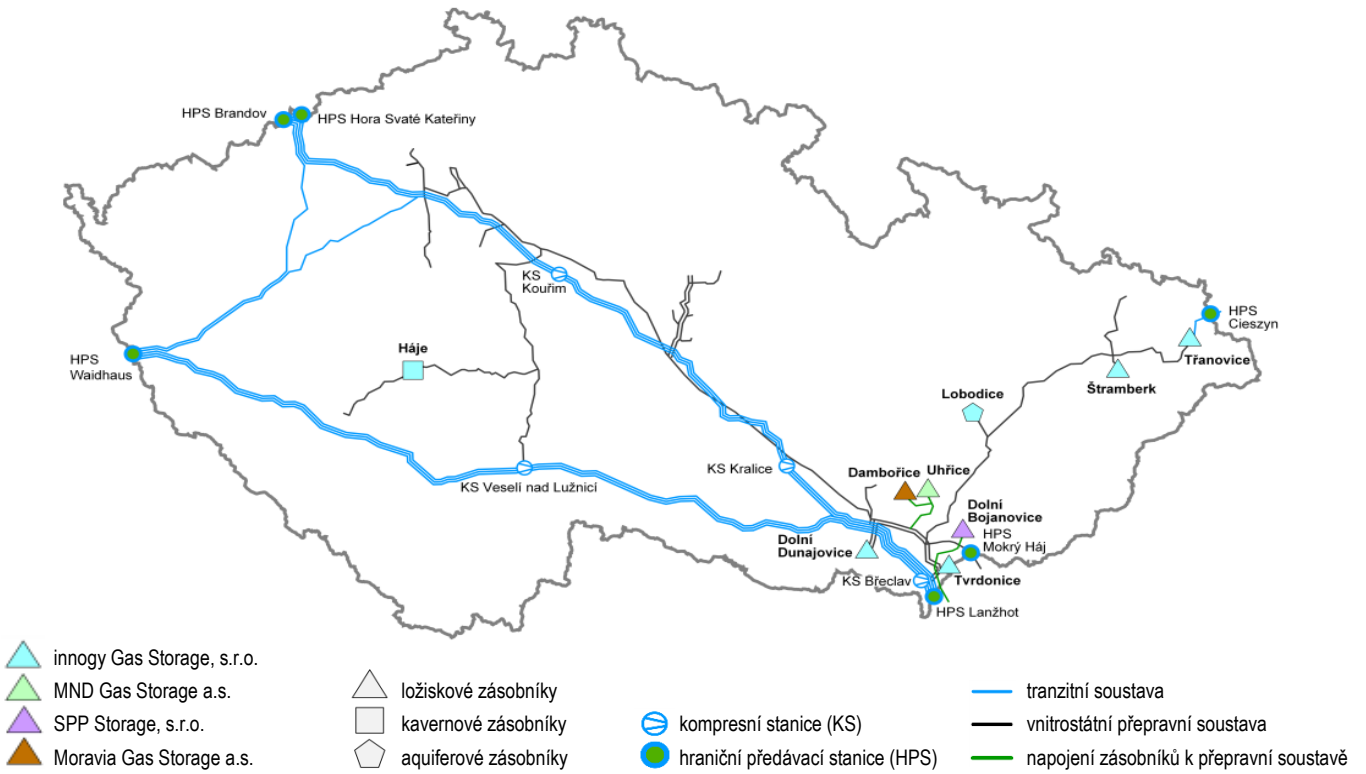 HPS Brandov
HPS Hora Svaté Kateřiny
KS
Kouřim
HPS
Cieszyn
Třanovice
HPS
Waidhaus
Háje
Štramberk
Lobodice
KS Kralice
Dambořice
Uhřice
KS Veselí nad Lužnicí
Dolní
Bojanovice
HPS
Mokrý Háj
Dolní
Dunajovice
KS Břeclav
Tvrdonice
HPS Lanžhot
innogy Gas Storage, s.r.o.
MND Gas Storage a.s.
SPP Storage, s.r.o.
Moravia Gas Storage a.s.
ložiskové zásobníky
kavernové zásobníky
aquiferové zásobníky
kompresní stanice (KS)
hraniční předávací stanice (HPS)
tranzitní soustava
vnitrostátní přepravní soustava
napojení zásobníků k přepravní soustavě